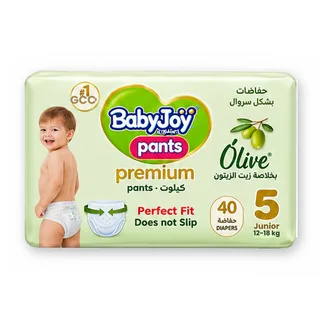 #1
GCC
BabyJoy
pants
premium
كيلوت • pants
Perfect Fit
Does not Slip
حفاضات
بشكل سروال
Olive®
بخلاصة زيت الزيتون
40
حفاضة
DIAPERS
5
Junior
12-18 kg